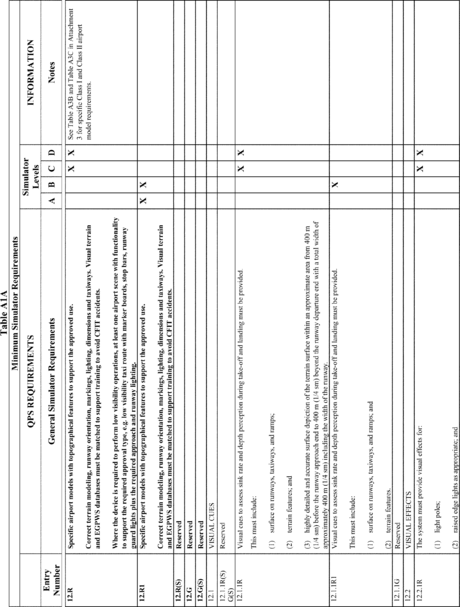 Table A1A
Minimum Simulator Requirements
QPS REQUIREMENTS
Simulator
Levels
INFORMATION
Entry
Number
General Simulator Requirements
A B C D
Notes
12.R
Specific airport models with topographical features to support the approved use.
X X
See Table A3B and Table A3C in Attachment
3 for specific Class I and Class II airport
model requirements.
Correct terrain modeling, runway orientation, markings, lighting, dimensions and taxiways. Visual terrain
and EGPWS databases must be matched to support training to avoid CFIT accidents.
Where the device is required to perform low visibility operations, at least one airport scene with functionality
to support the required approval type, e.g. low visibility taxi route with marker boards, stop bars, runway
guard lights plus the required approach and runway lighting.
12.R1
Specific airport models with topographical features to support the approved use.
X X
Correct terrain modeling, runway orientation, markings, lighting, dimensions and taxiways. Visual terrain
and EGPWS databases must be matched to support training to avoid CFIT accidents.
12.R(S)
Reserved
12.G
Reserved
12.G(S)
Reserved
12.1
VISUAL CUES
12.1.1R(S)
G(S)
Reserved
12.1.1R
Visual cues to assess sink rate and depth perception during take-off and landing must be provided
X X
This must include:
(1) surface on runways, taxiways, and ramps;
(2) terrain features; and
(3) highly detailed and accurate surface depiction of the terrain surface within an approximate area from 400 m
(1/4 sm) before the runway approach end to 400 m (1/4 sm) beyond the runway departure end with a total width of
approximately 400 m (1/4 sm) including the width of the runway.
12.1.1R1
Visual cues to assess sink rate and depth perception during take-off and landing must be provided.
X
This must include:
(1) surface on runways, taxiways, and ramps; and
(2) terrain features.
12.1.1G
Reserved
12.2
VISUAL EFFECTS
12.2.1R
The system must provide visual effects for:
X X
(1) light poles;
(2) raised edge lights as appropriate; and